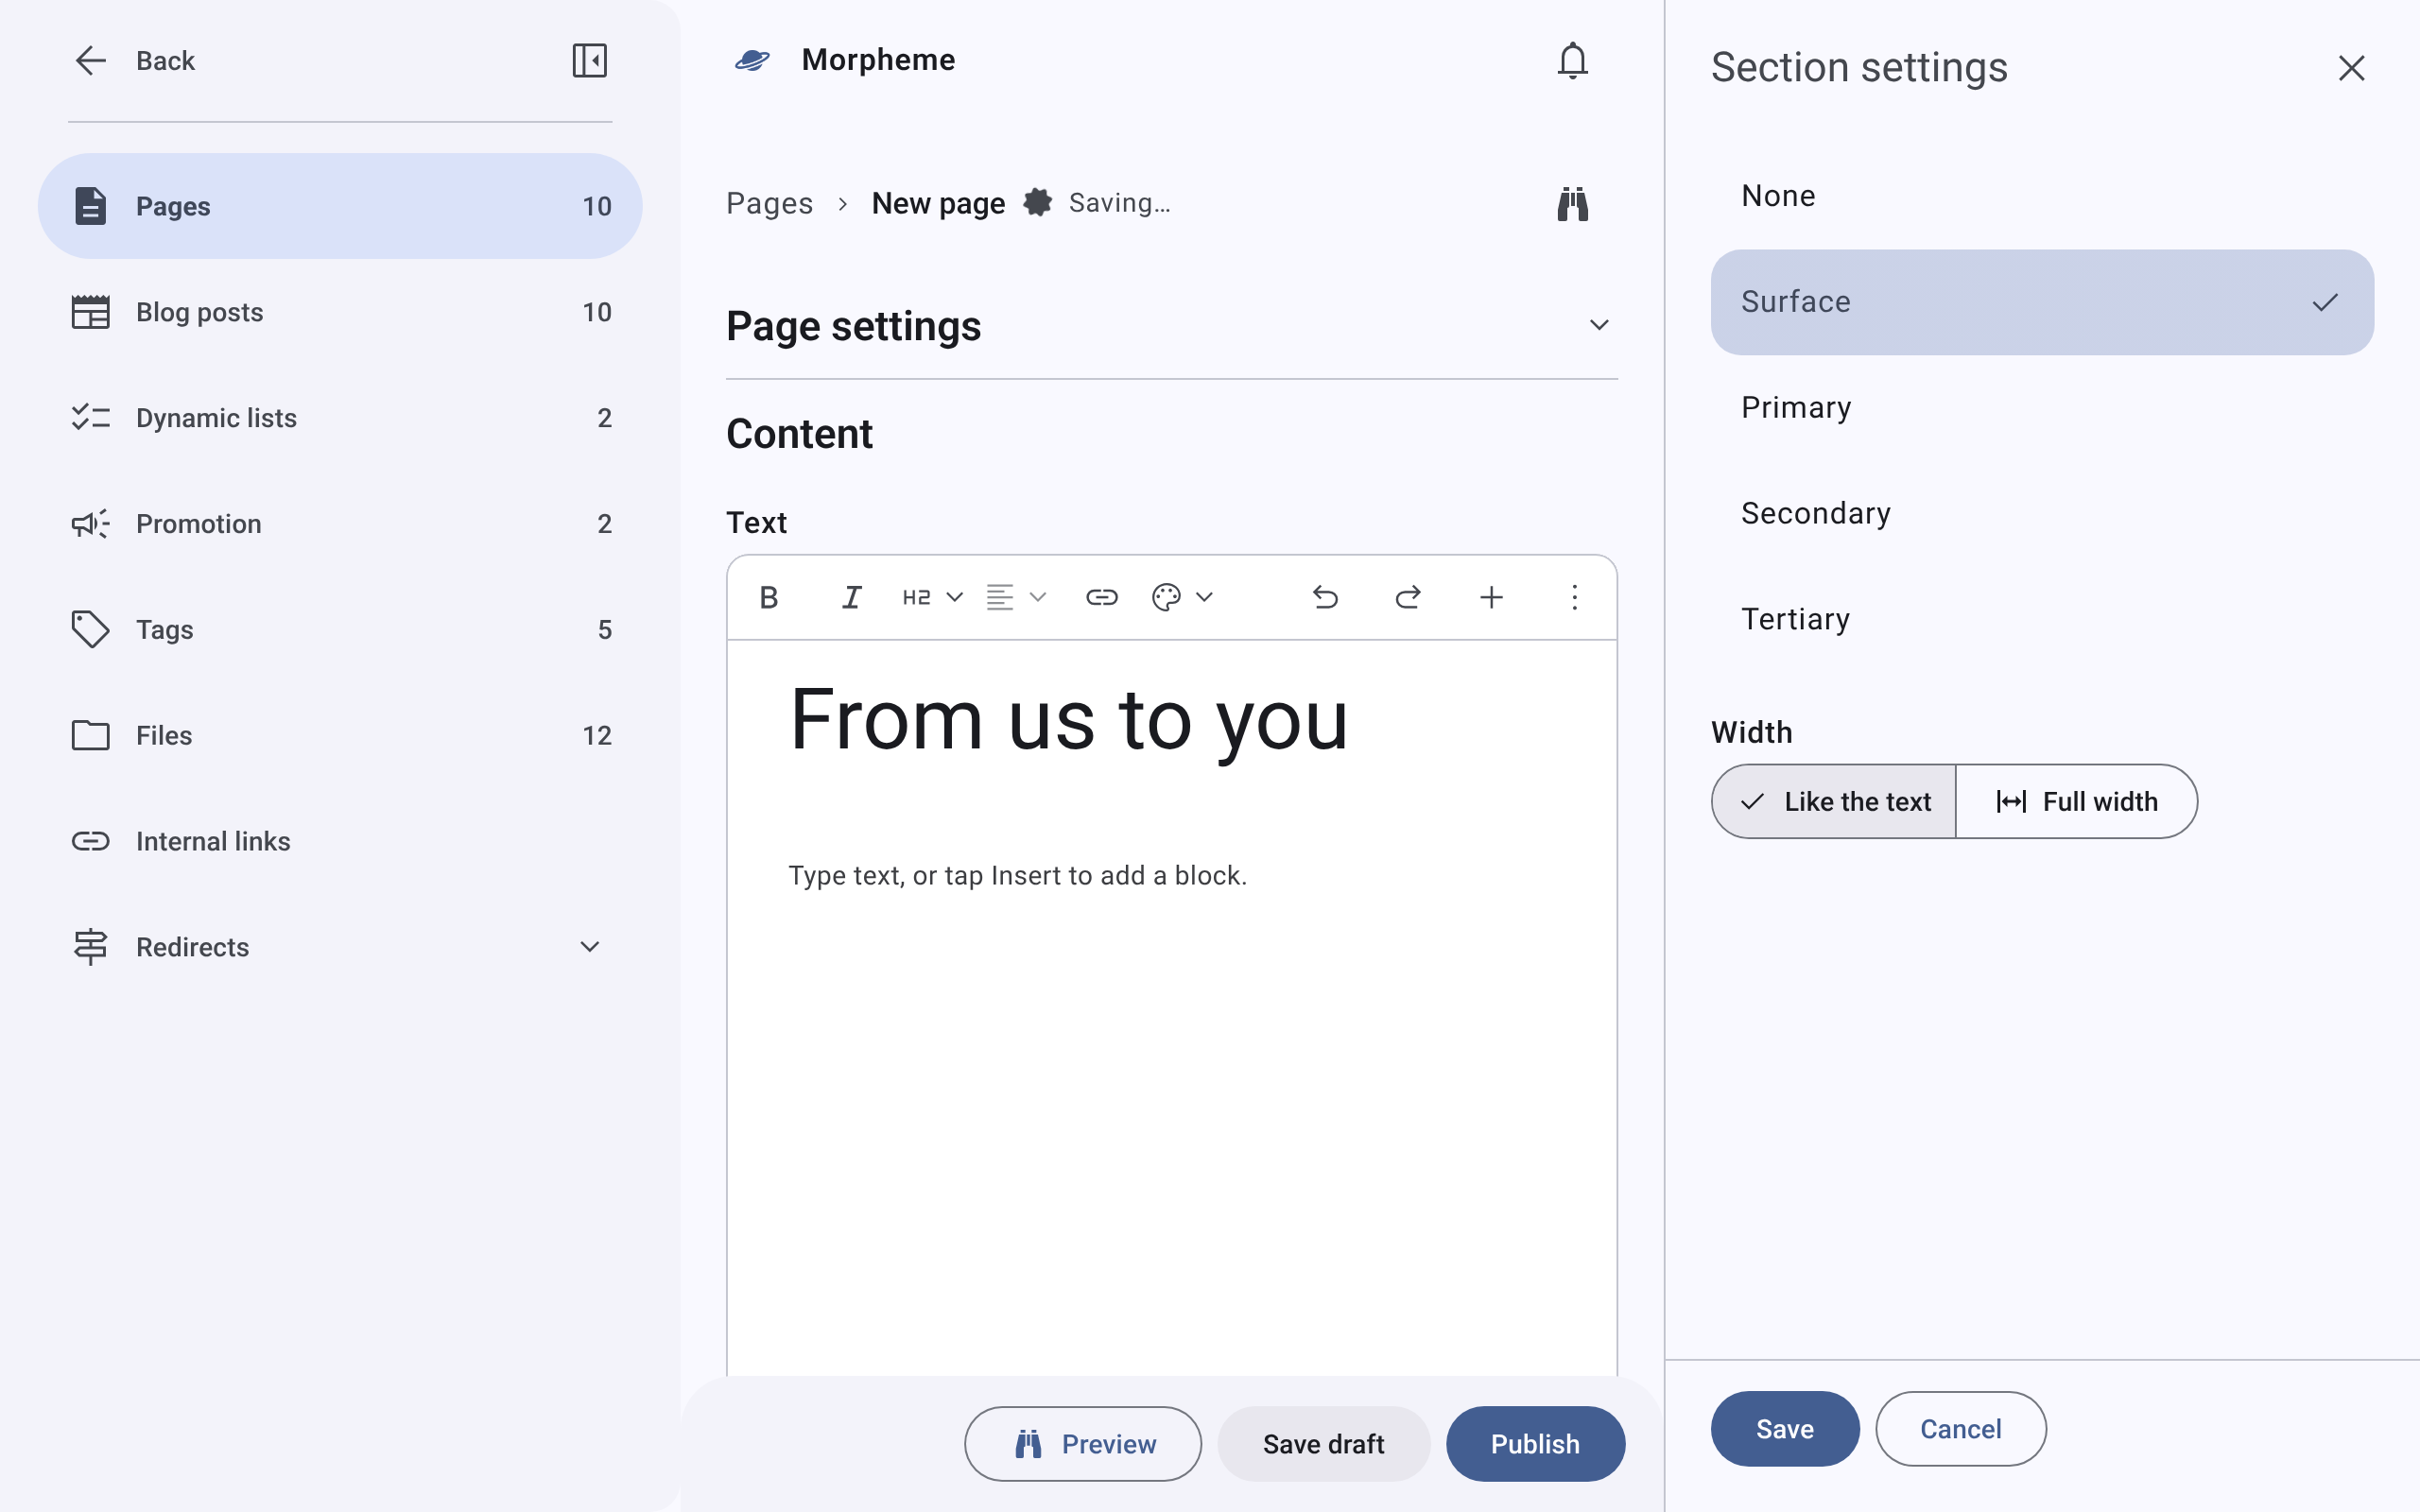 Back
Pages 10
Blog posts 10
Dynamic lists 2
Promotion 2
Tags 5
Files 12
Internal links
Redirects
Morpheme
Pages New page Saving…
Page settings
Content
Text
B I H2
From us to you
Type text, or tap Insert to add a block.
Preview Save draft Publish
Section settings
None
Surface
Primary
Secondary
Tertiary
Width
Like the text Full width
Save Cancel